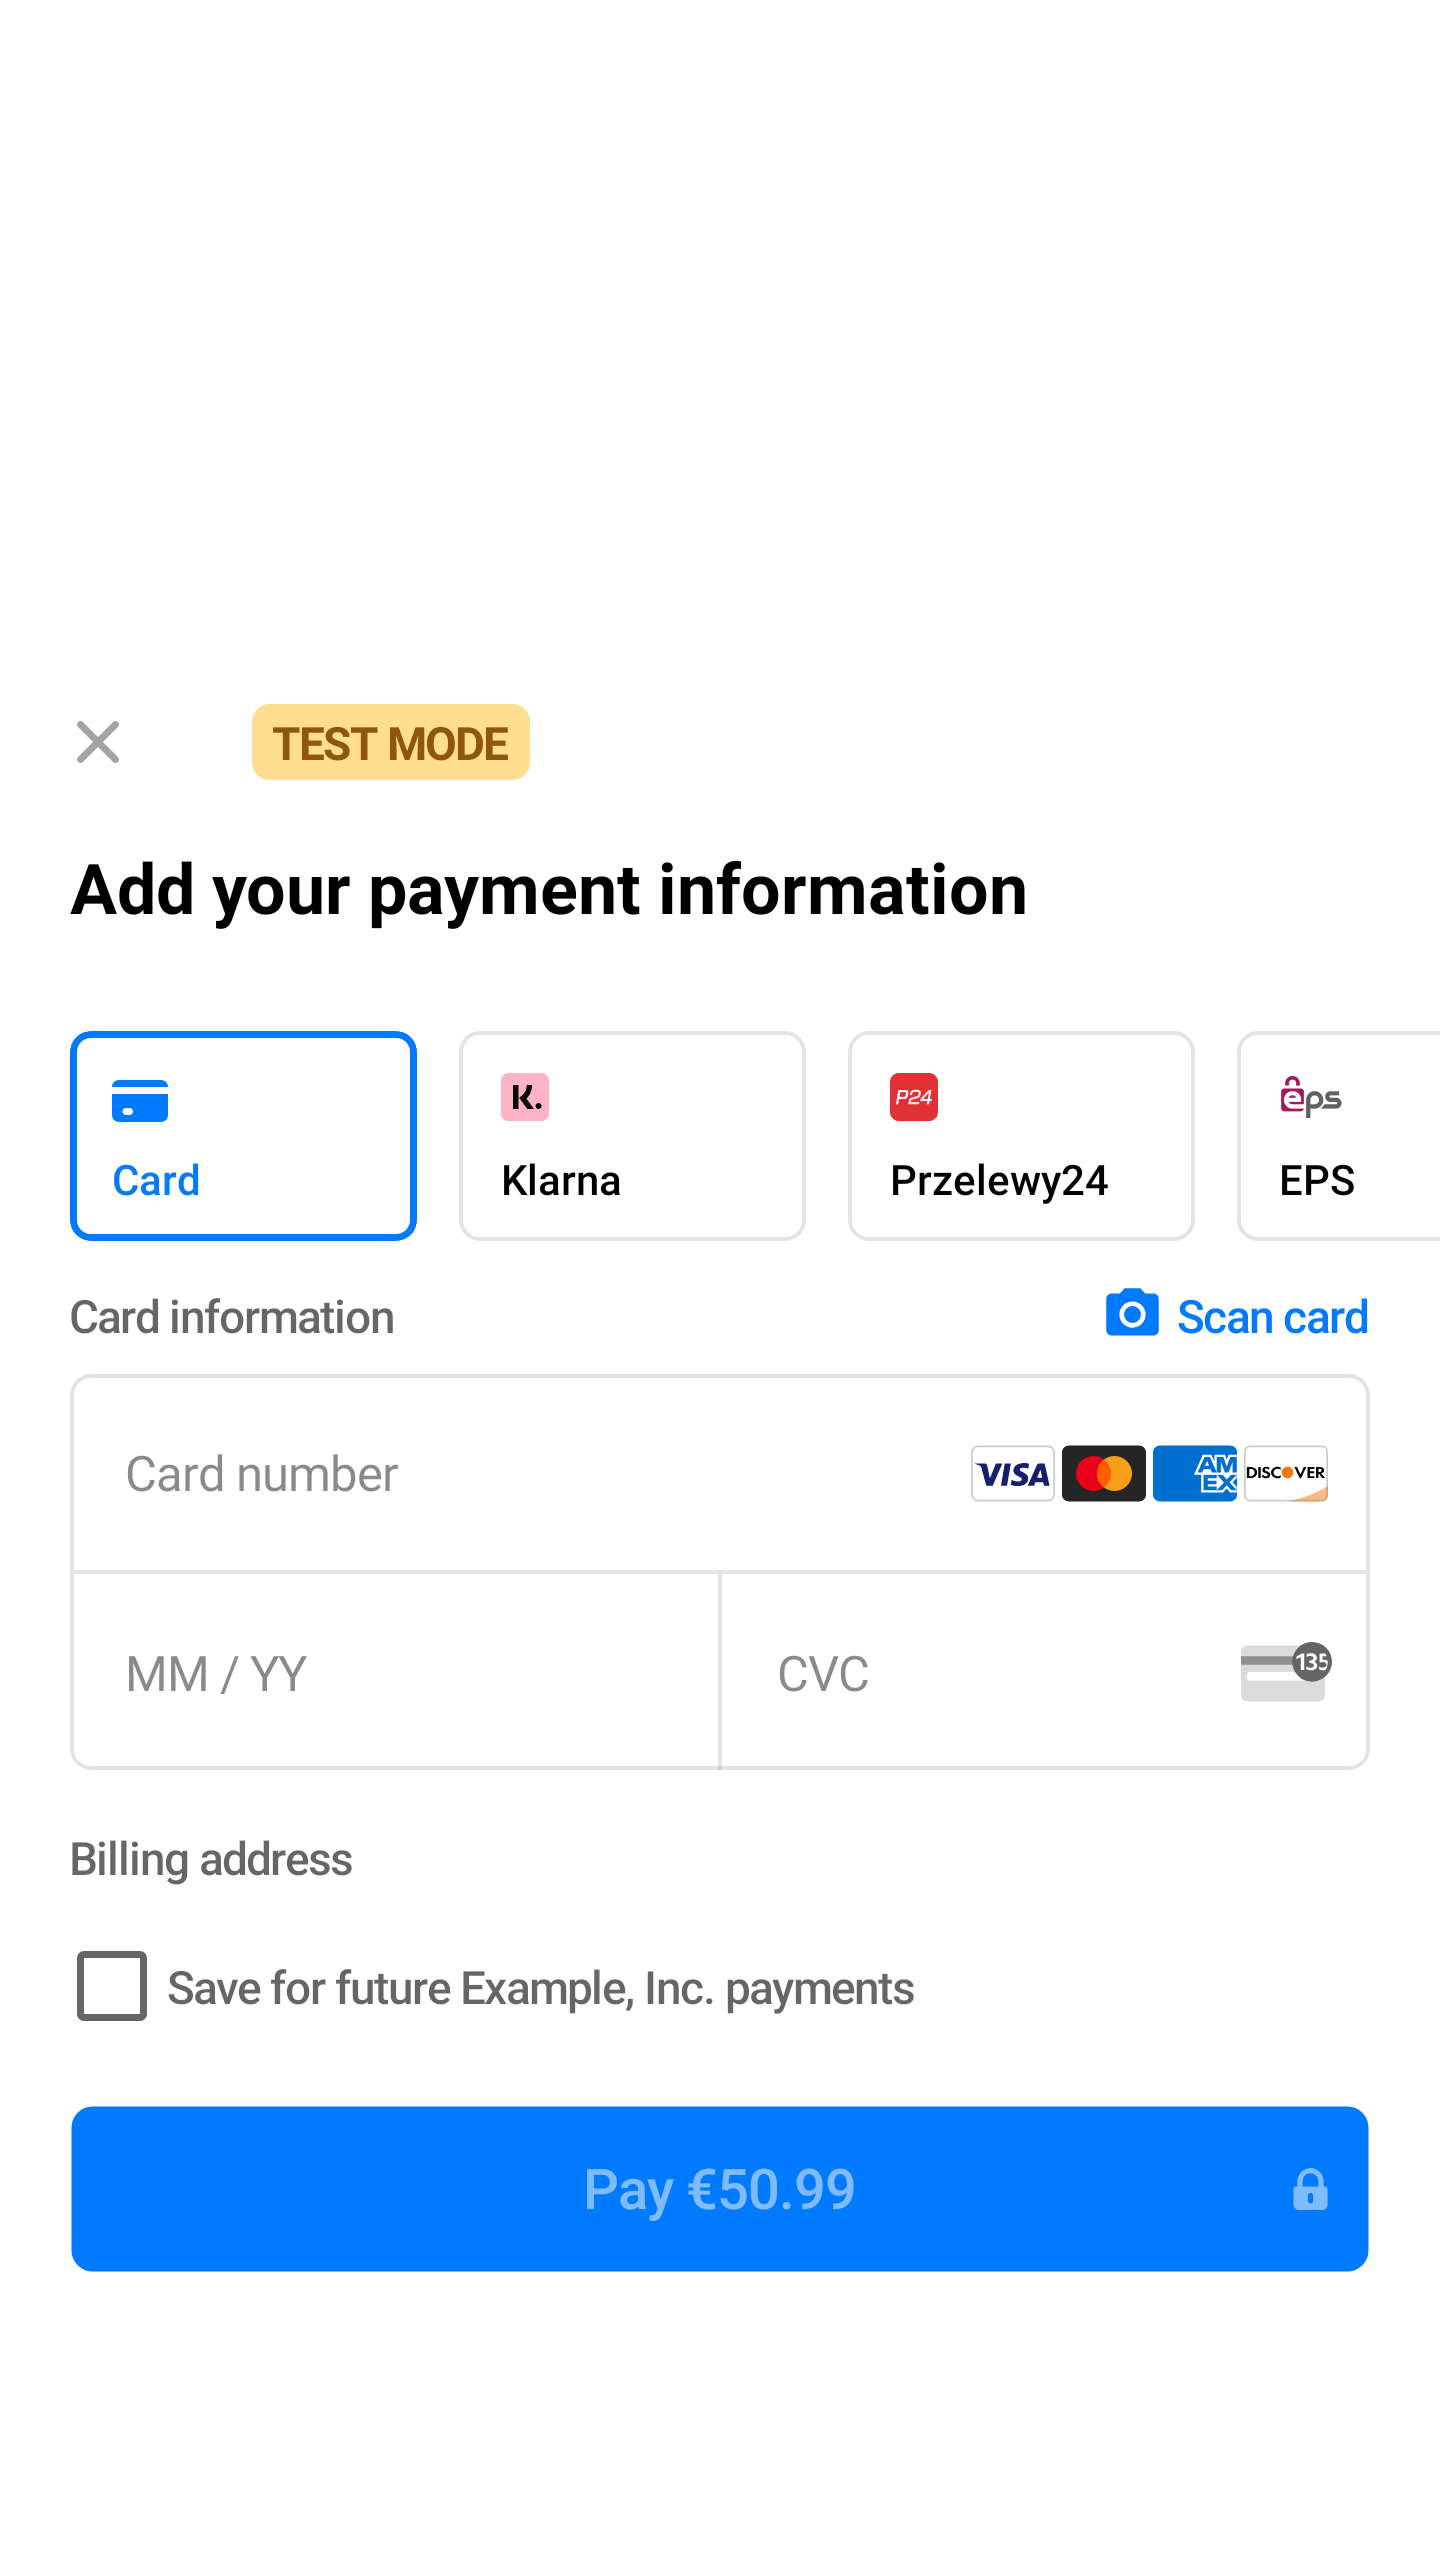 TEST MODE
Add your payment information
K.
P24
eps
Card
Klarna
Przelewy24
EPS
Card information
Scan card
Card number
VISA
AM
EX
DISCOVER
MM / YY
CVC
135
Billing address
Save for future Example, Inc. payments
Pay €50.99